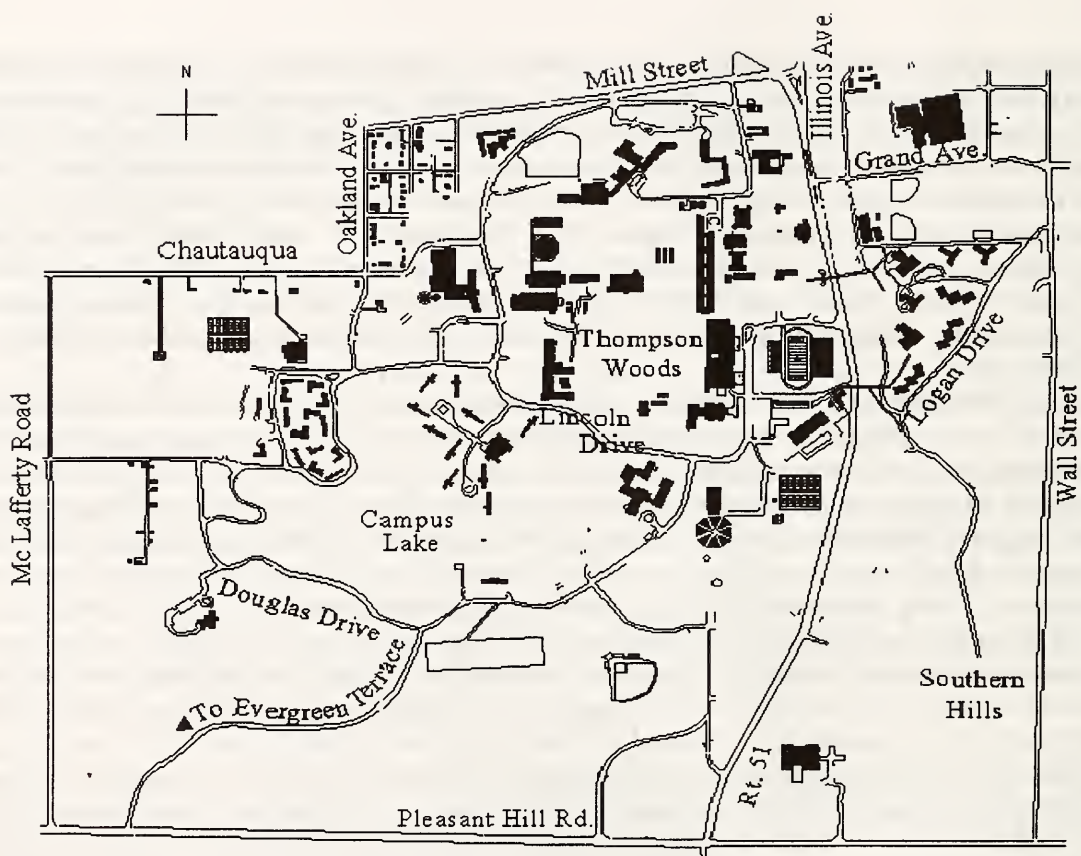 N
Mill Street
Illinois Ave.
Oakland Ave.
Grand Ave.
Chautauqua
Thompson
Woods
Logan Drive
Lincoln
Drive
Mc Lafferty Road
Wall Street
Campus
Lake
Douglas Drive
To Evergreen Terrace
Southern
Hills
Rt. 51
Pleasant Hill Rd.